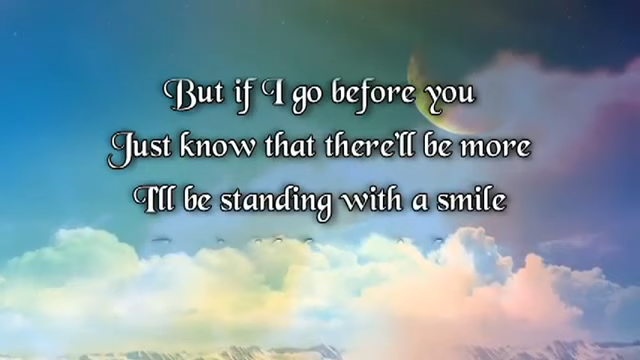 But if I go before you
Just know that there'll be more
I'll be standing with a smile